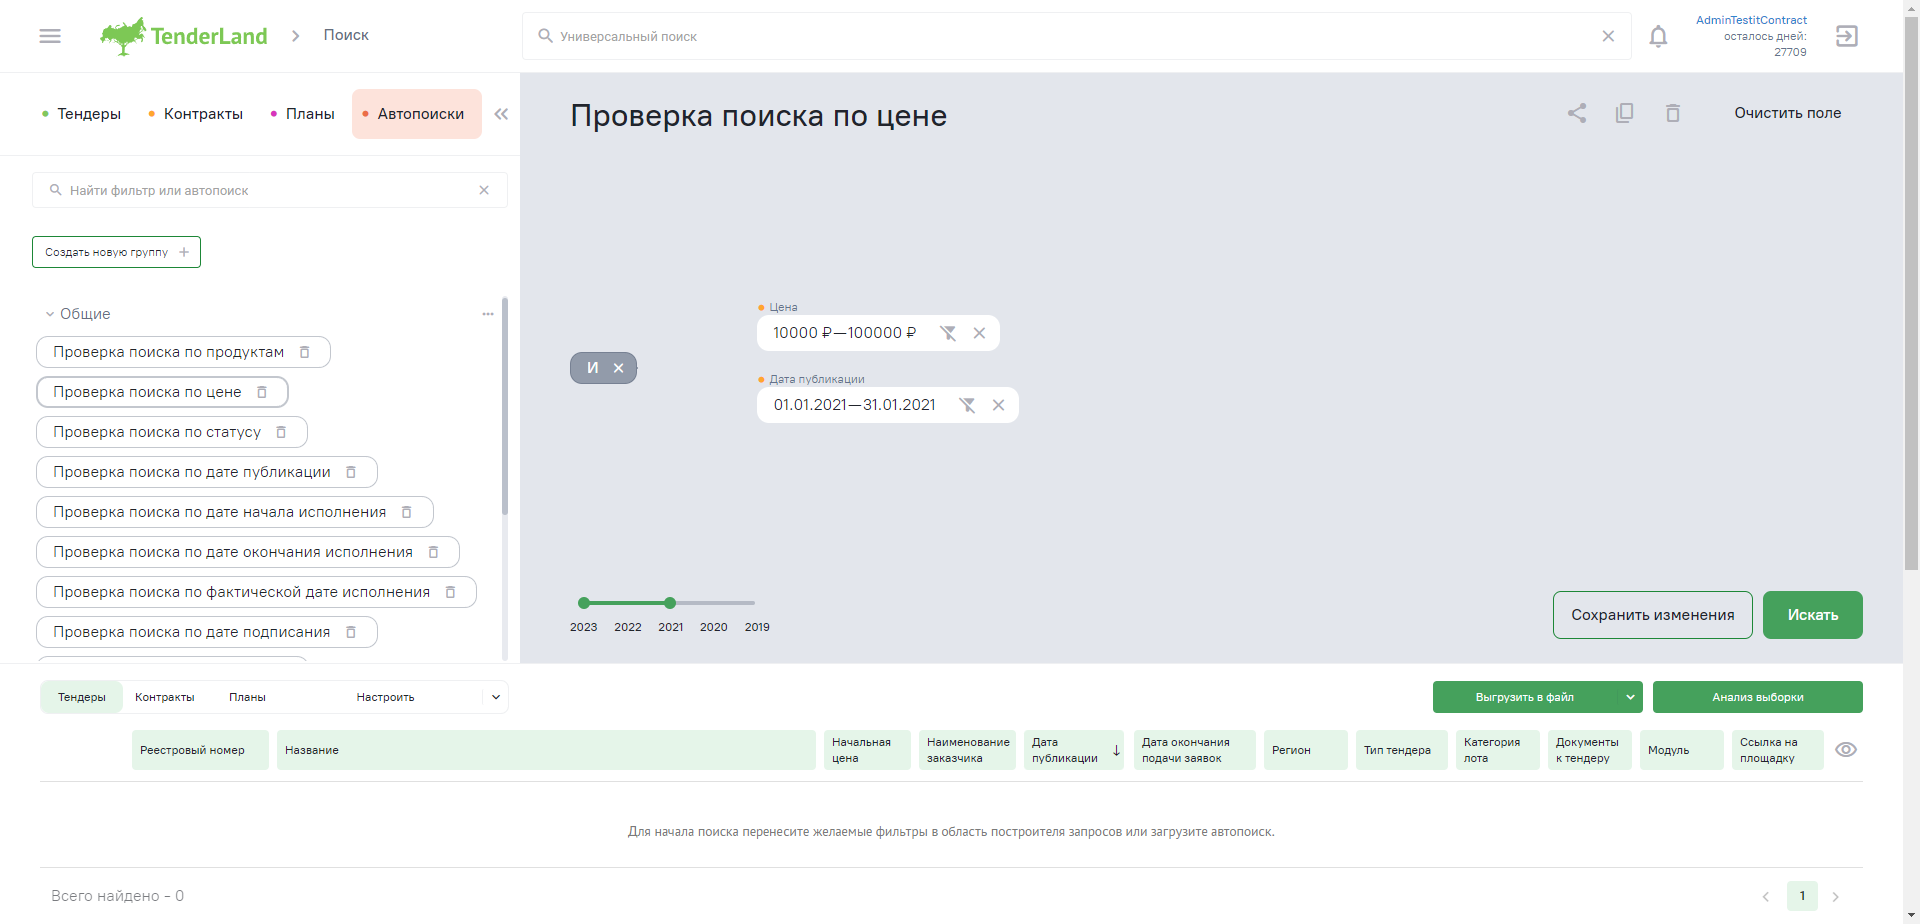 TenderLand
Поиск
Универсальный поиск
AdminTestitContract
осталось дней:
27709
Тендеры
Контракты
Планы
Автопоиски
Найти фильтр или автопоиск
Создать новую группу
Общие
Проверка поиска по продуктам
Проверка поиска по цене
Проверка поиска по статусу
Проверка поиска по дате публикации
Проверка поиска по дате начала исполнения
Проверка поиска по дате окончания исполнения
Проверка поиска по фактической дате исполнения
Проверка поиска по дате подписания
Проверка поиска по цене
Очистить поле
Цена
10000 ₽—100000 ₽
И
Дата публикации
01.01.2021—31.01.2021
2023 2022 2021 2020 2019
Сохранить изменения
Искать
Тендеры
Контракты
Планы
Настроить
Выгрузить в файл
Анализ выборки
Реестровый номер
Название
Начальная
цена
Наименование
заказчика
Дата
публикации
Дата окончания
подачи заявок
Регион
Тип тендера
Категория
лота
Документы
к тендеру
Модуль
Ссылка на
площадку
Для начала поиска перенесите желаемые фильтры в область построителя запросов или загрузите автопоиск.
Всего найдено - 0
1